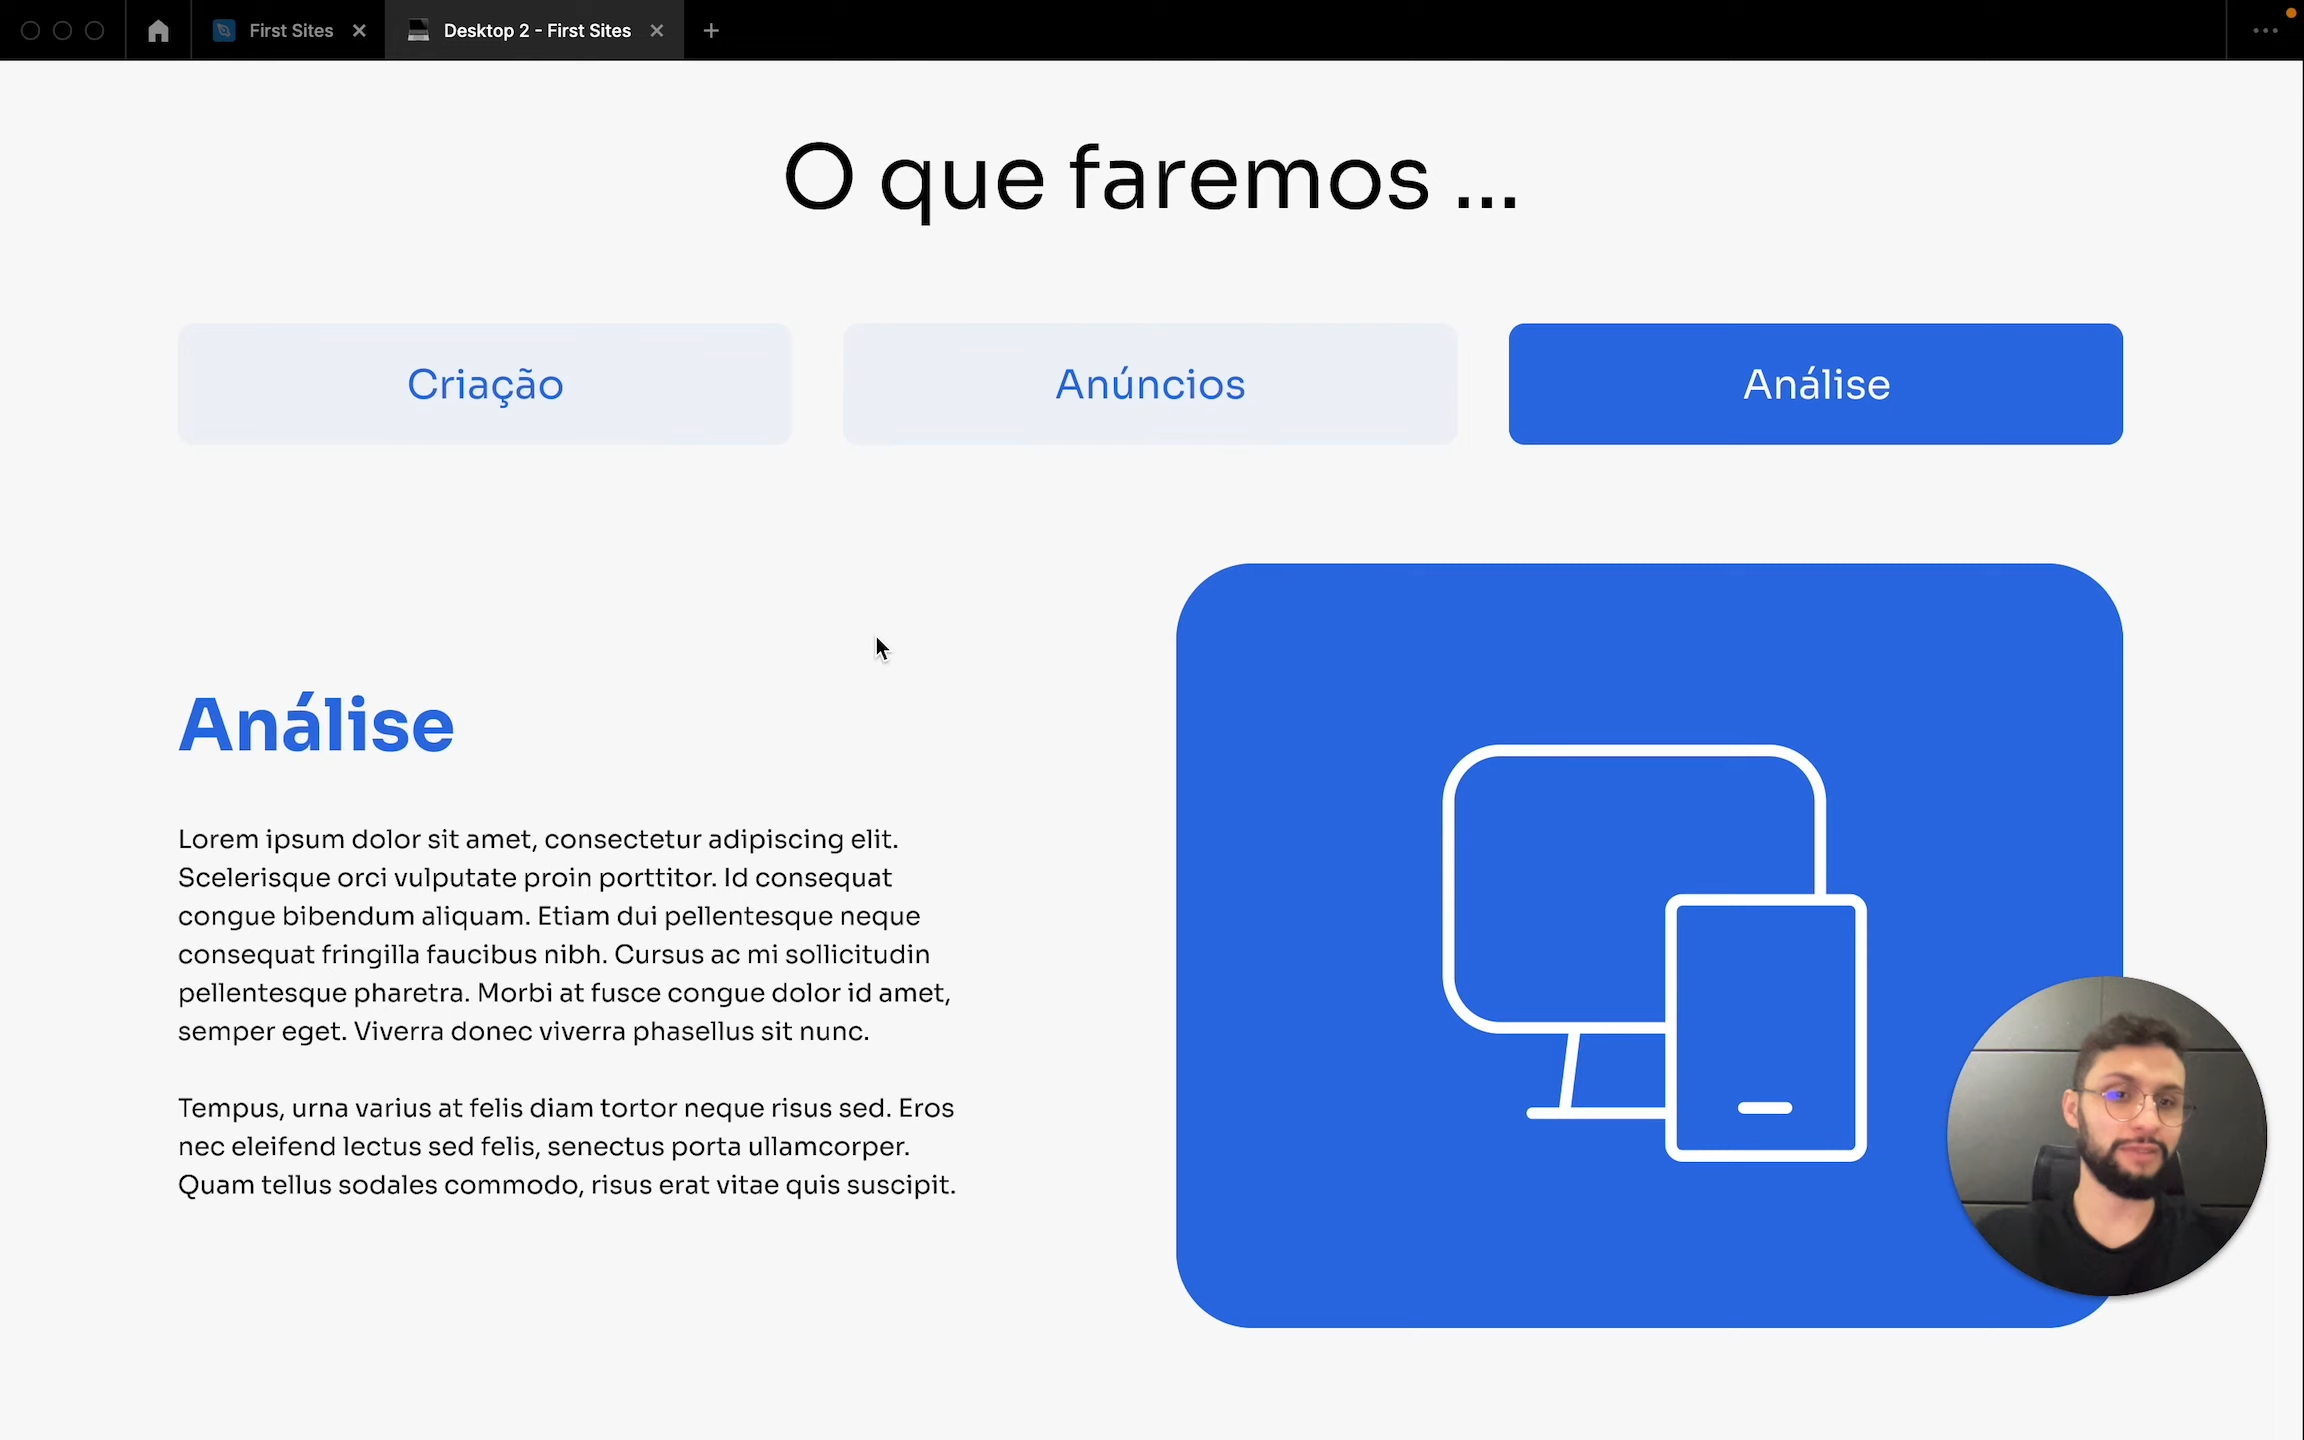 First Sites
Desktop 2 - First Sites
O que faremos ...
Criação
Anúncios
Análise
Análise
Lorem ipsum dolor sit amet, consectetur adipiscing elit.
Scelerisque orci vulputate proin porttitor. Id consequat
congue bibendum aliquam. Etiam dui pellentesque neque
consequat fringilla faucibus nibh. Cursus ac mi sollicitudin
pellentesque pharetra. Morbi at fusce congue dolor id amet,
semper eget. Viverra donec viverra phasellus sit nunc.
Tempus, urna varius at felis diam tortor neque risus sed. Eros
nec eleifend lectus sed felis, senectus porta ullamcorper.
Quam tellus sodales commodo, risus erat vitae quis suscipit.